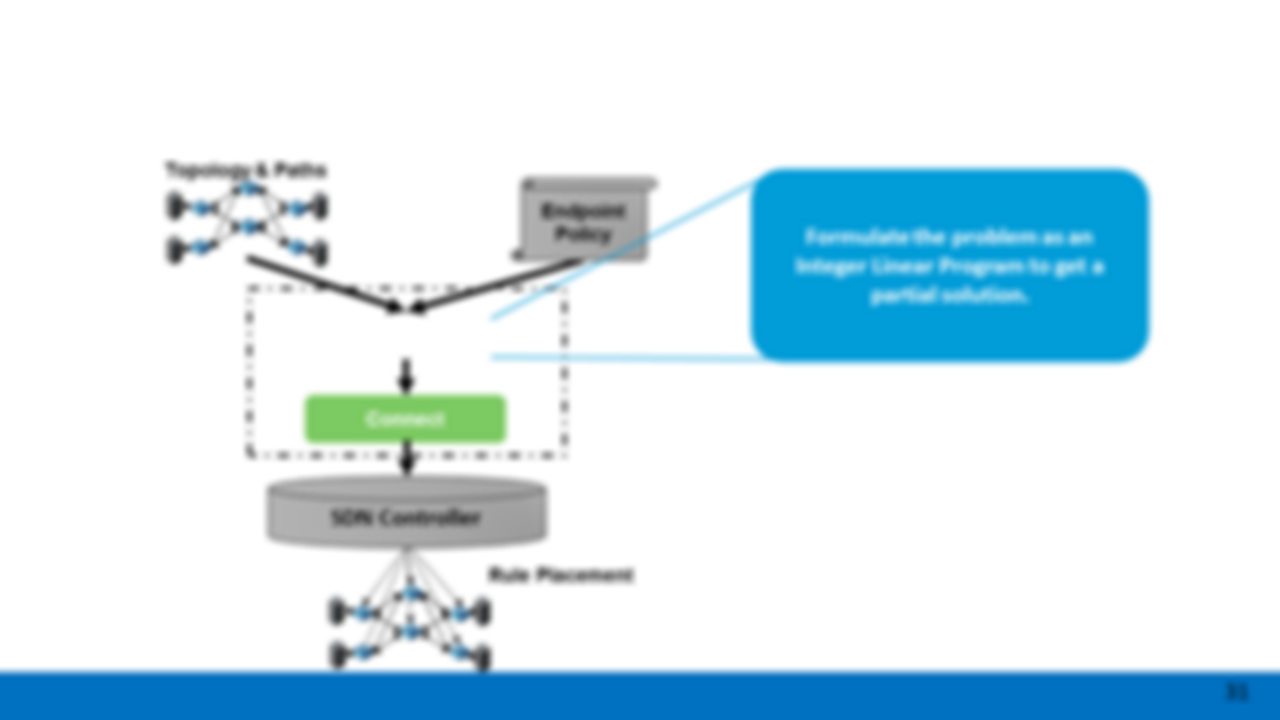 Topology & Paths
Endpoint
Policy
Formulate the problem as an
Integer Linear Program to get a
partial solution.
Connect
SDN Controller
Rule Placement
31